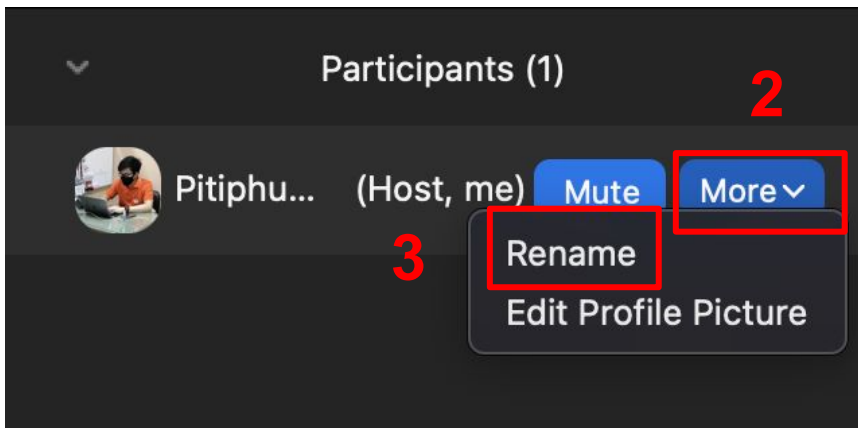 Participants (1)
2
Pitiphu... (Host, me) Mute More
3
Rename
Edit Profile Picture